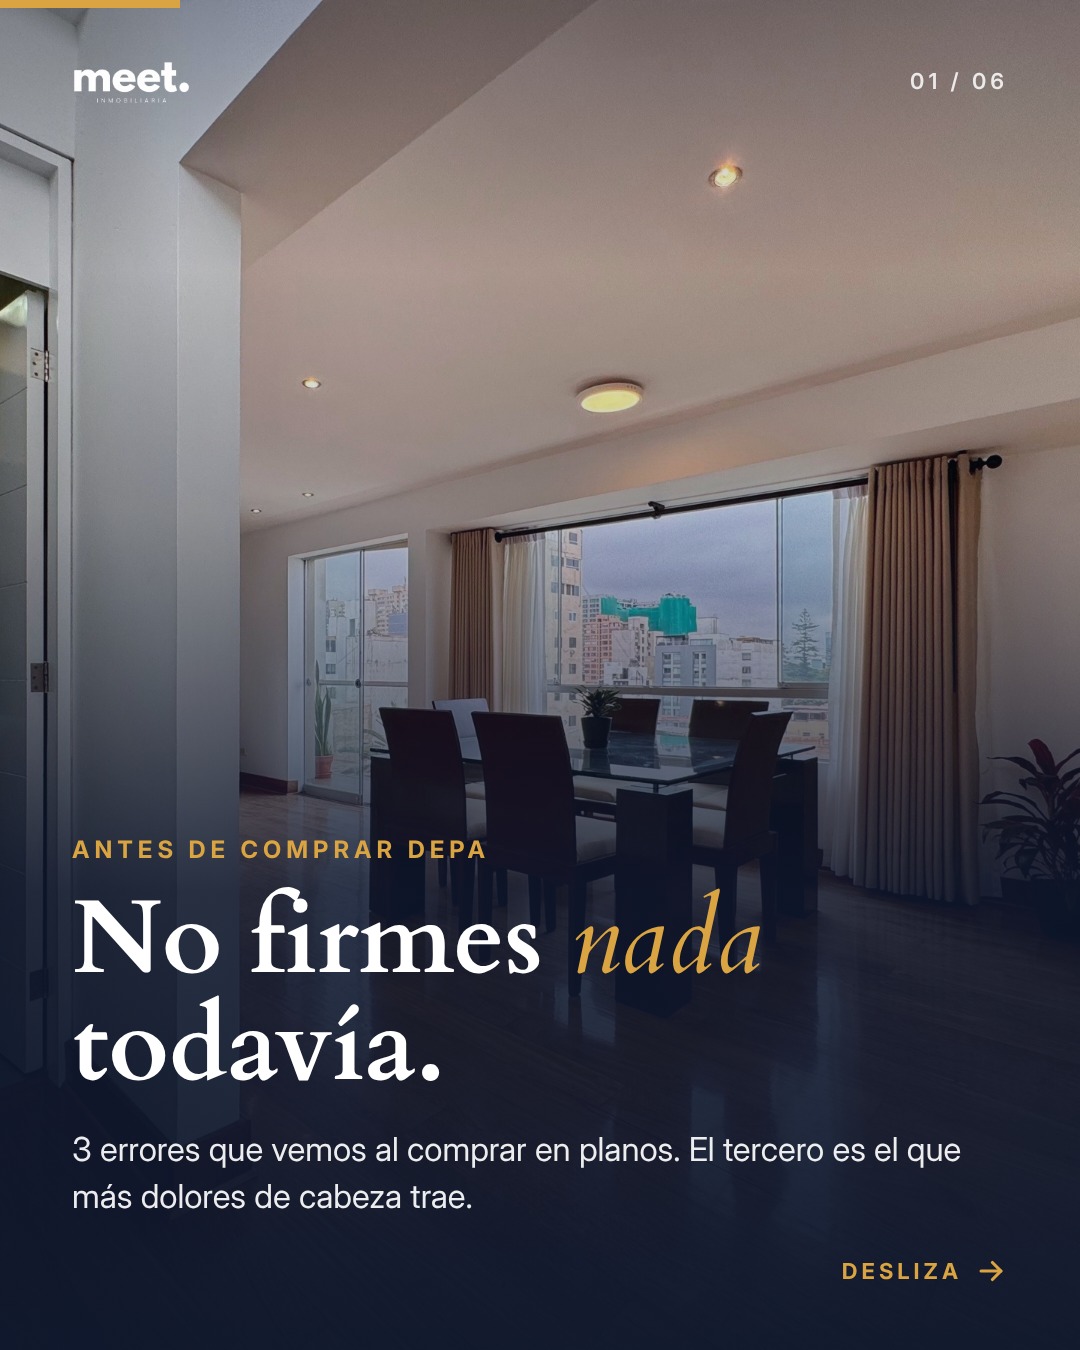 meet.
INMOBILIARIA
01 / 06
ANTES DE COMPRAR DEPA
No firmes nada
todavía.
3 errores que vemos al comprar en planos. El tercero es el que
más dolores de cabeza trae.
DESLIZA →